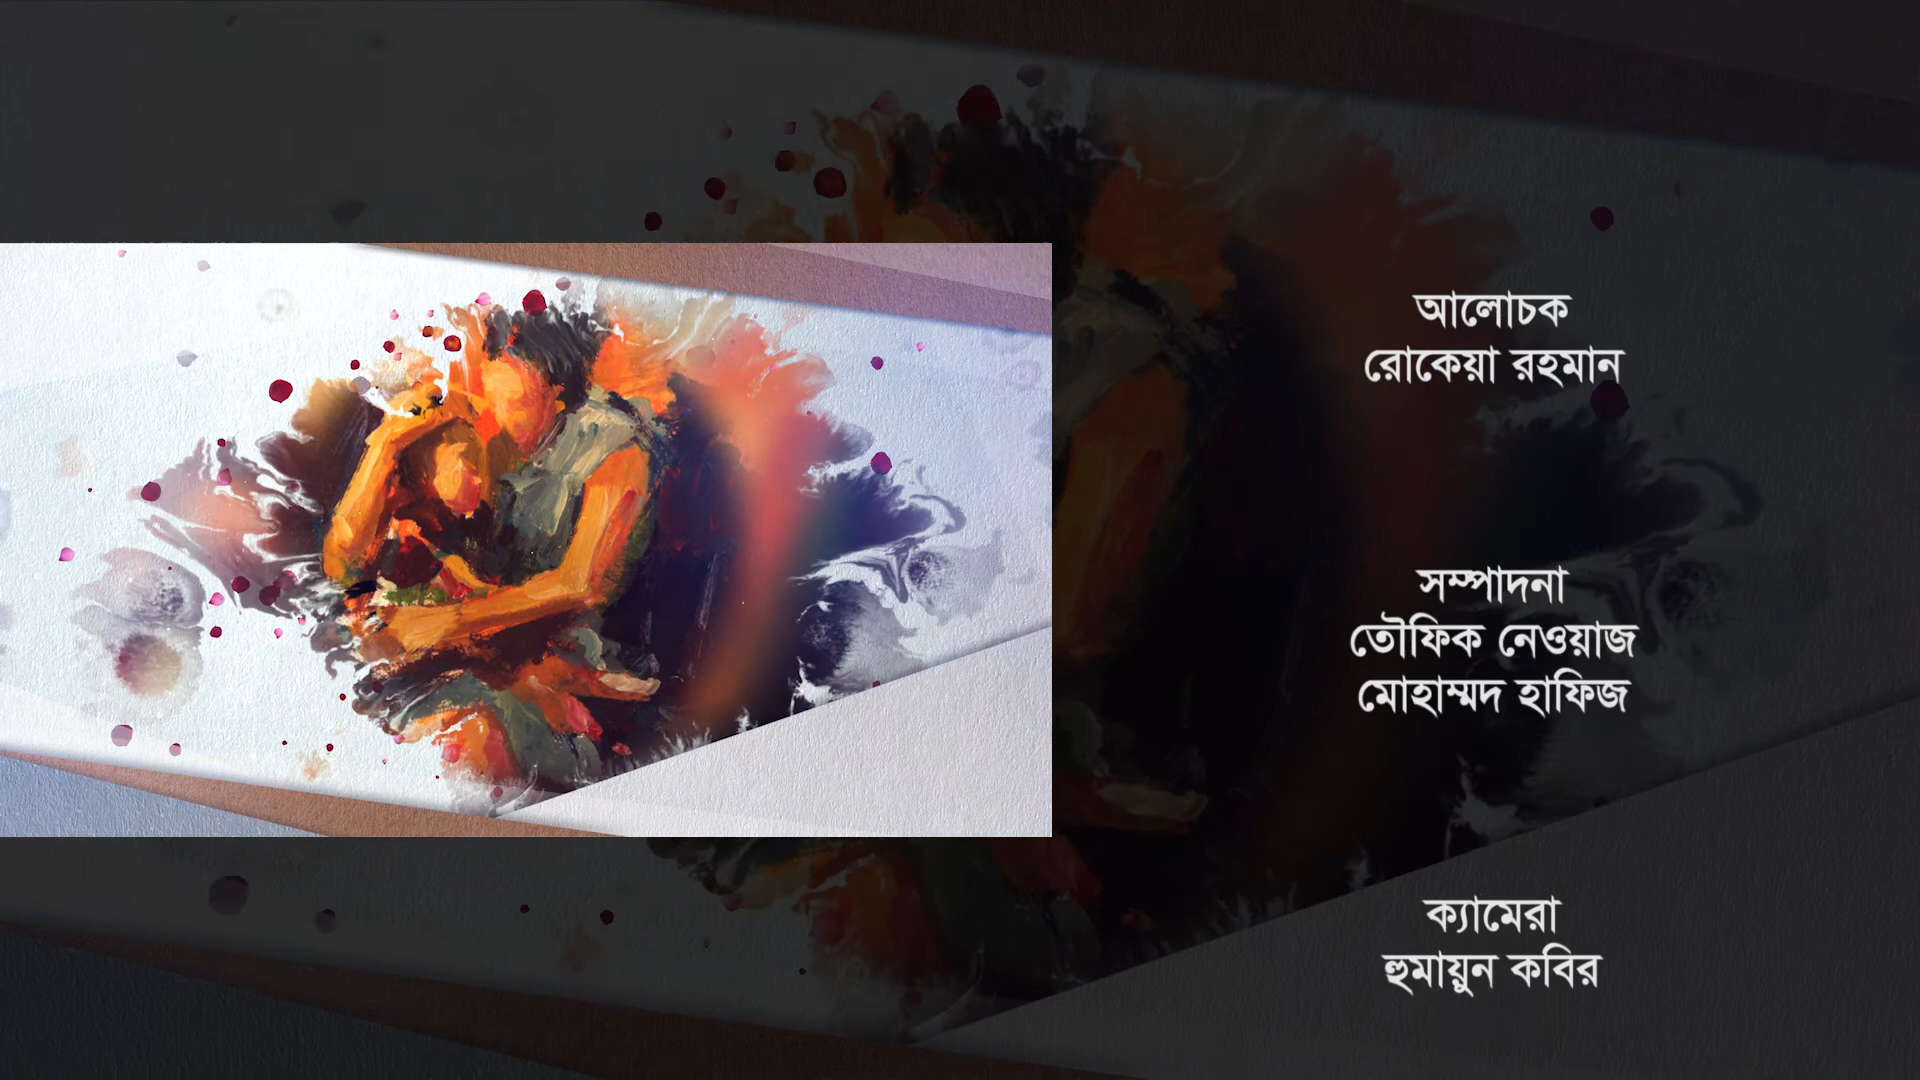 আলোচক
রোকেয়া রহমান
সম্পাদনা
তৌফিক নেওয়াজ
মোহাম্মদ হাফিজ
ক্যামেরা
হুমায়ুন কবির